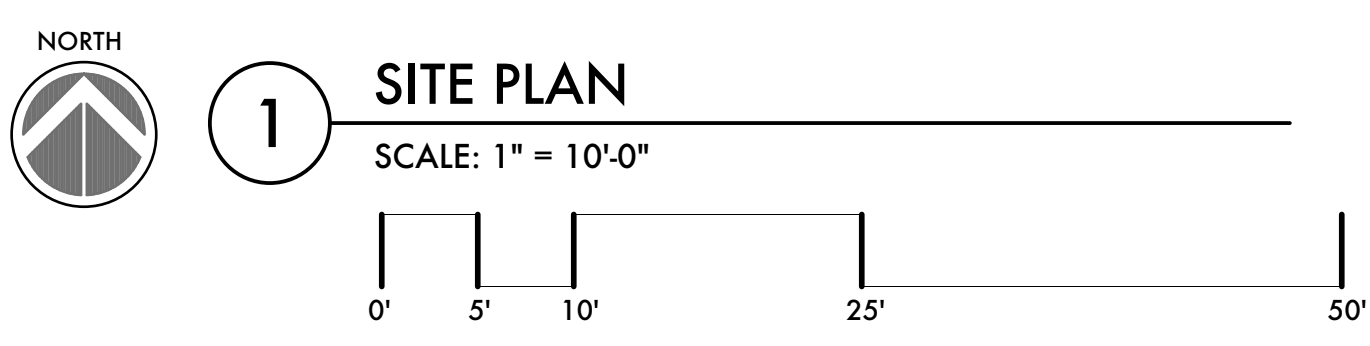 NORTH
1
SITE PLAN
SCALE: 1" = 10'-0"
0' 5' 10' 25' 50'